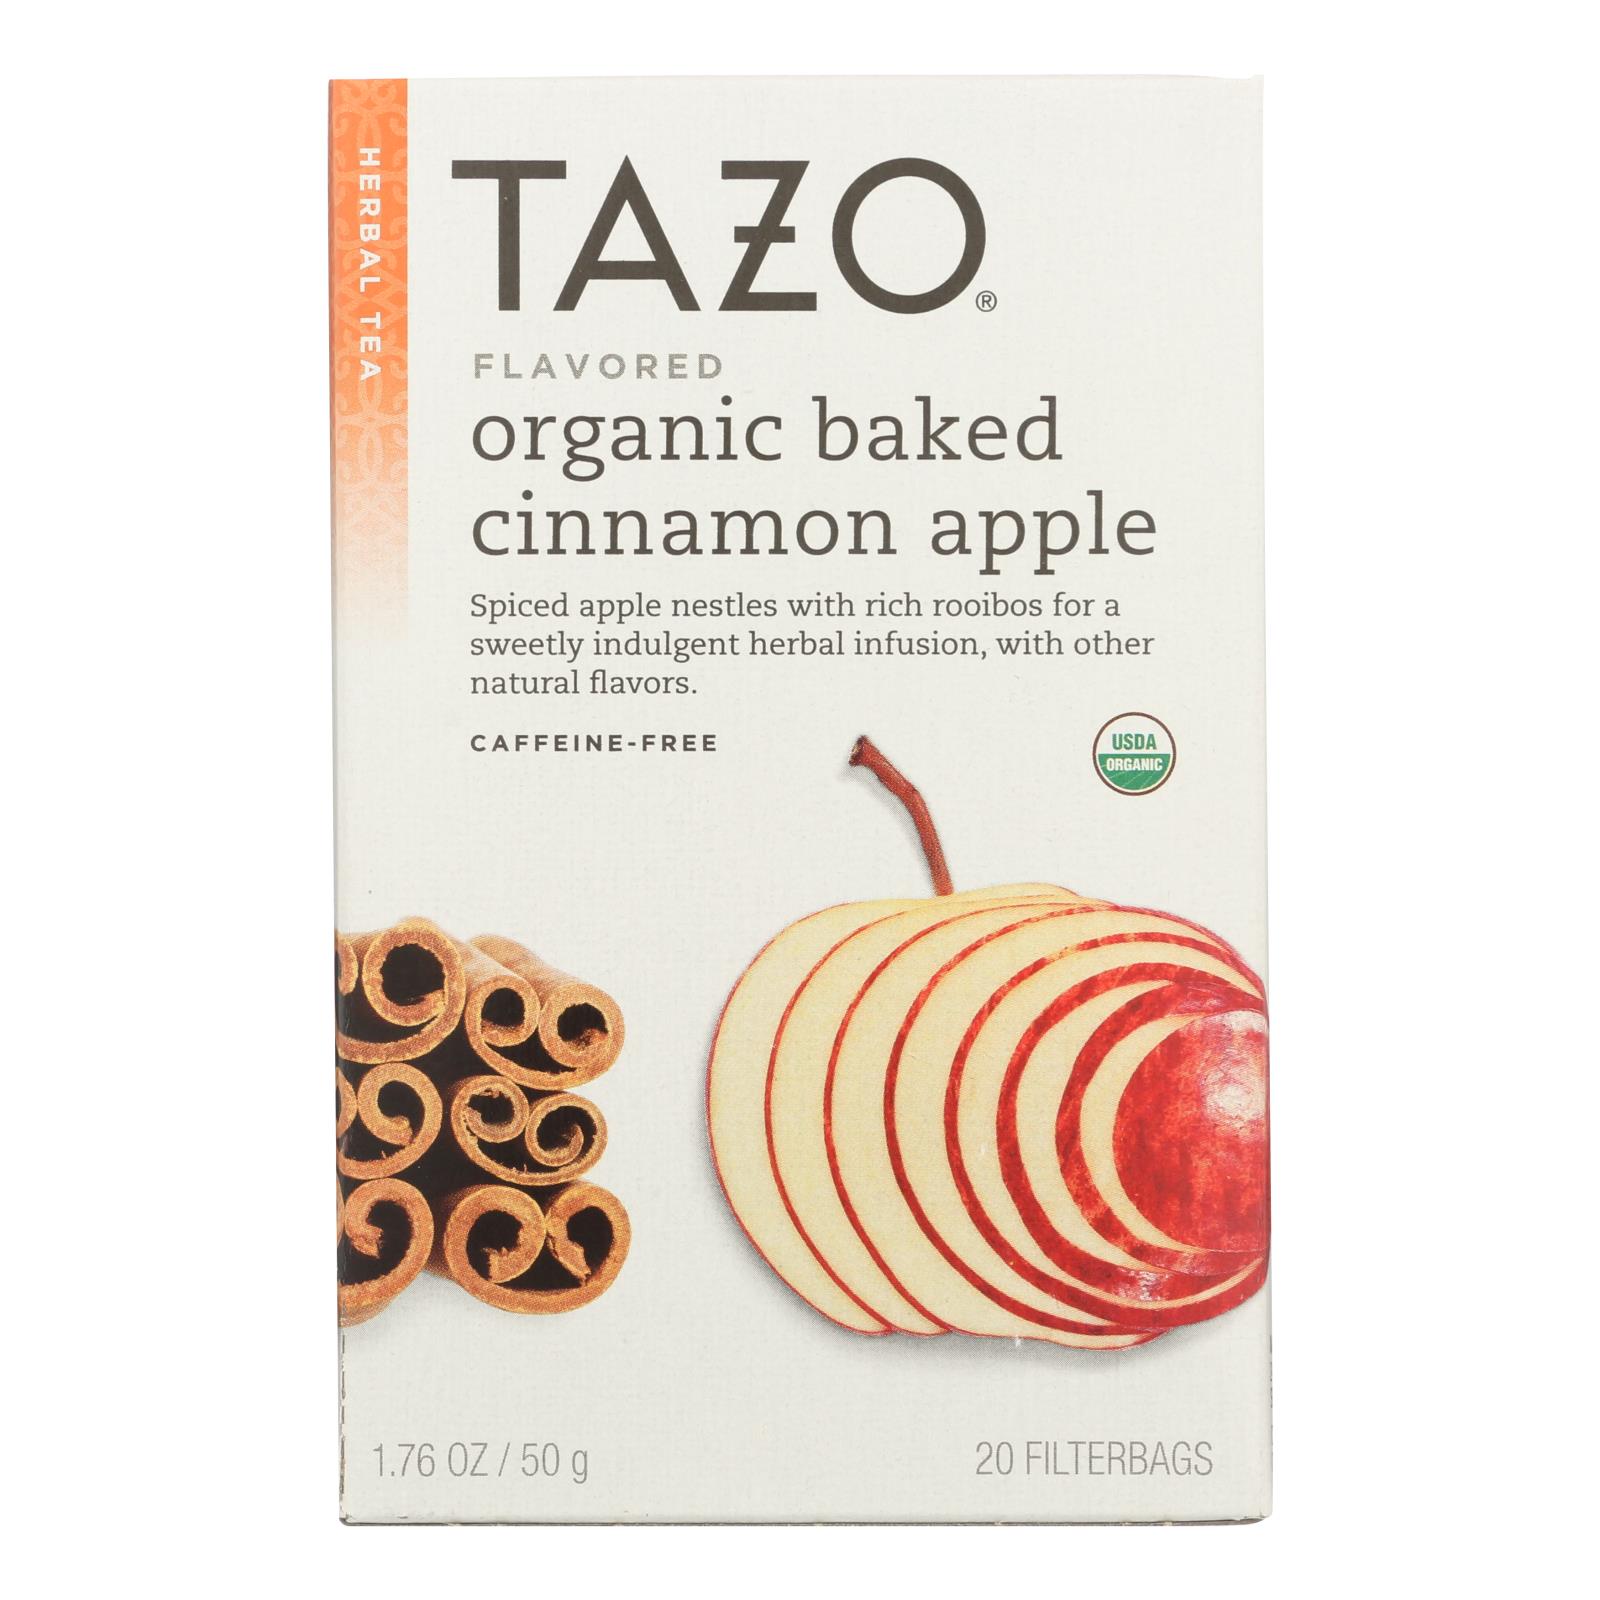 HERBAL TEA
TAZO®
FLAVORED
organic baked
cinnamon apple
Spiced apple nestles with rich rooibos for a
sweetly indulgent herbal infusion, with other
natural flavors.
CAFFEINE-FREE
USDA
ORGANIC
1.76 OZ / 50 g
20 FILTERBAGS